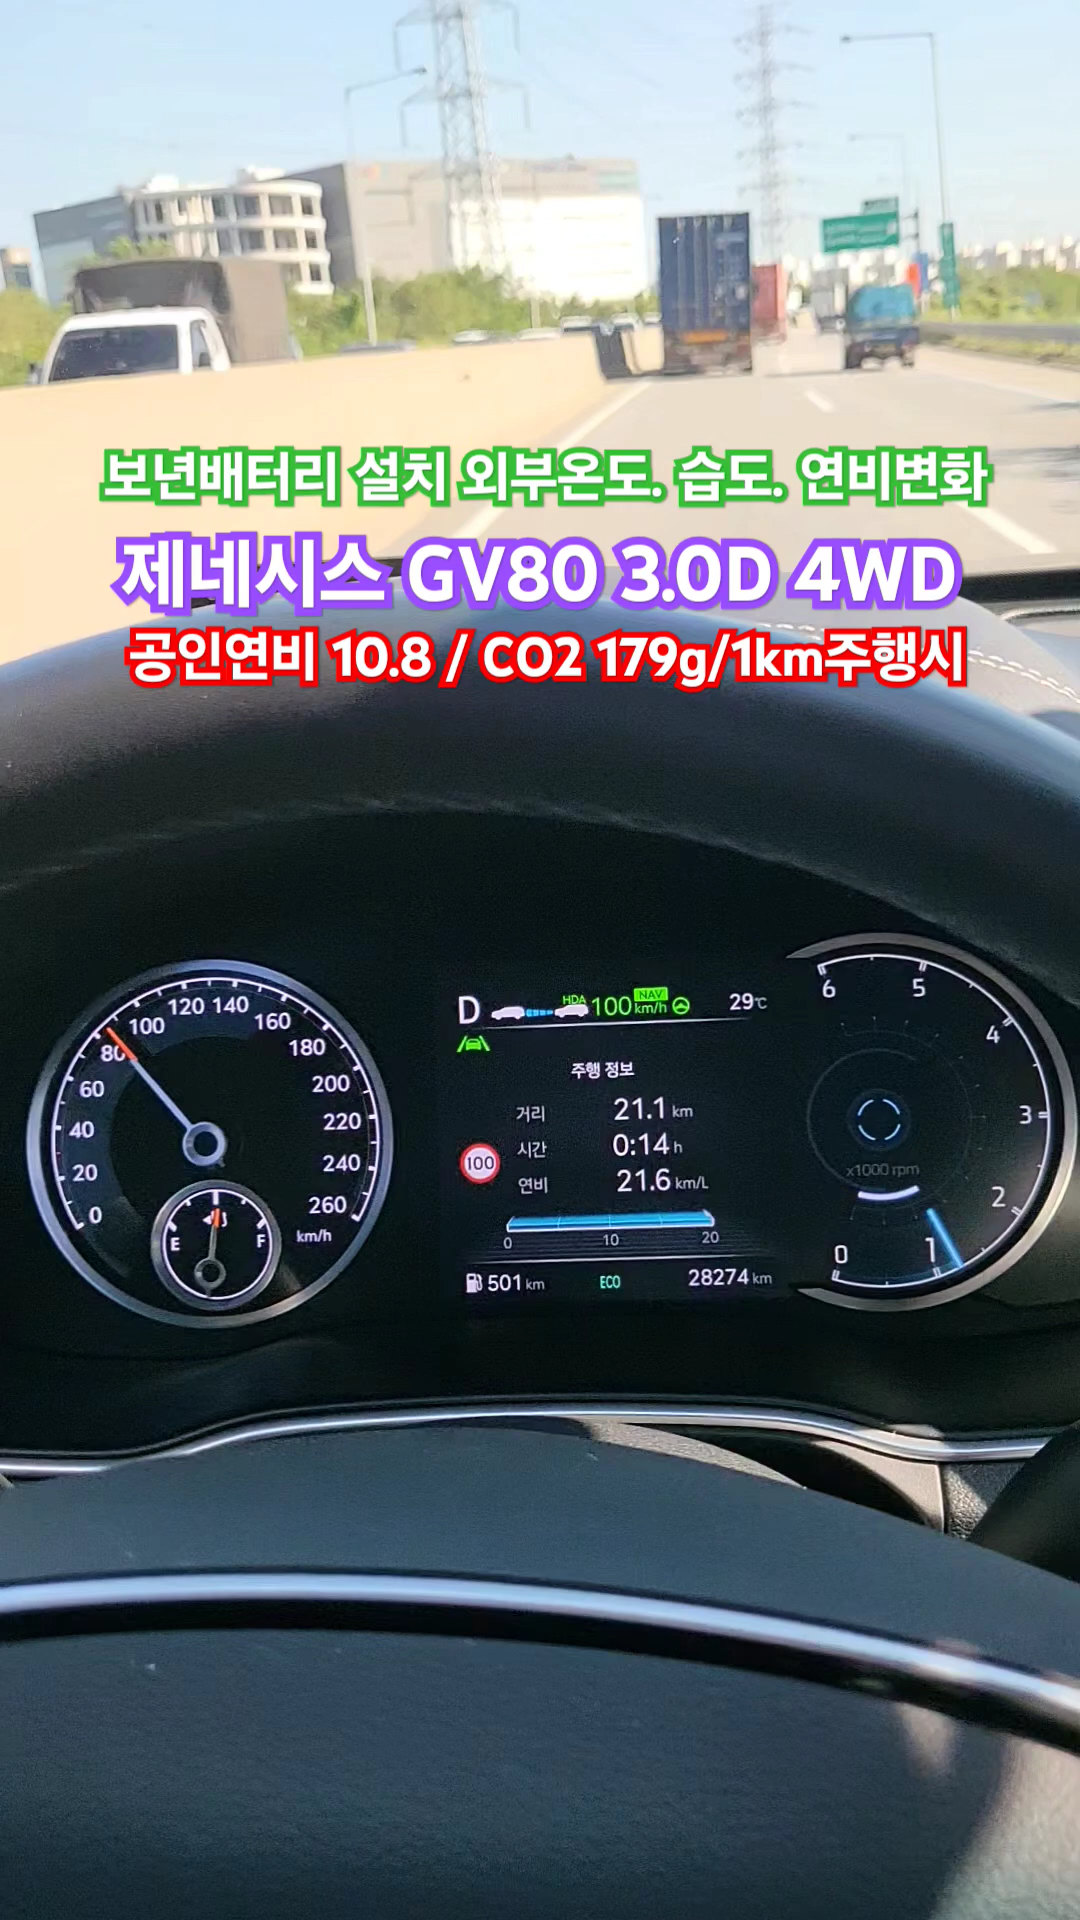 보년배터리 설치 외부온도. 습도. 연비변화
제네시스 GV80 3.0D 4WD
공인연비 10.8 / CO2 179g/1km주행시
0 20 40 60 80 100 120 140 160 180 200 220 240 260
km/h
E F
D HDA 100 km/h NAV 29℃
주행 정보
거리 21.1 km
시간 0:14 h
연비 21.6 km/L
100
0 10 20
501 km ECO 28274 km
0 1 2 3 4 5 6
x1000 rpm